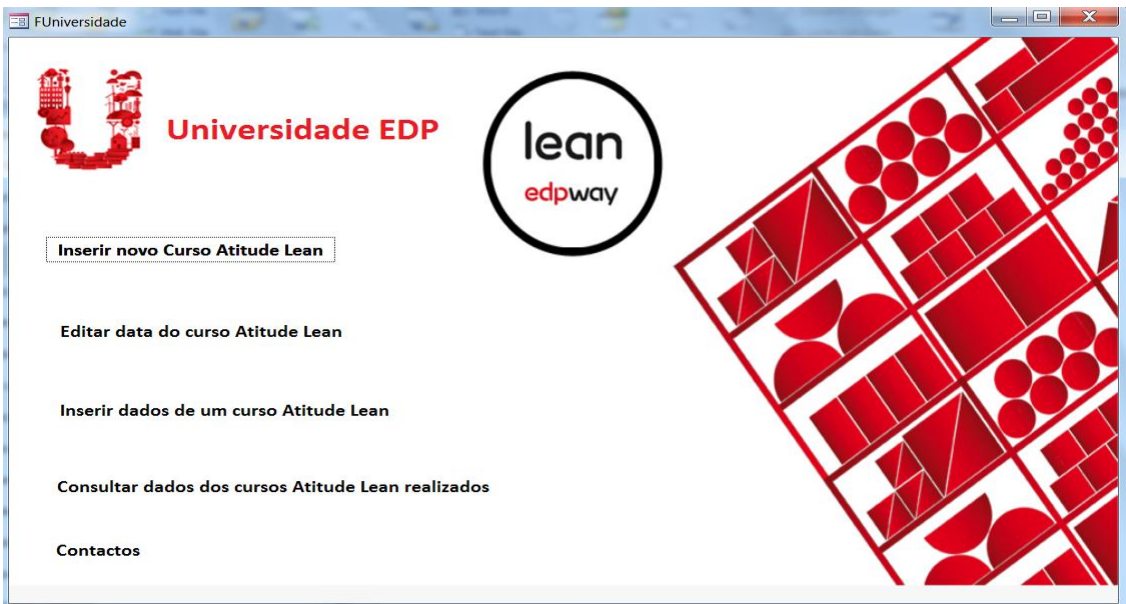 FUniversidade
Universidade EDP
lean
edpway
Inserir novo Curso Atitude Lean
Editar data do curso Atitude Lean
Inserir dados de um curso Atitude Lean
Consultar dados dos cursos Atitude Lean realizados
Contactos